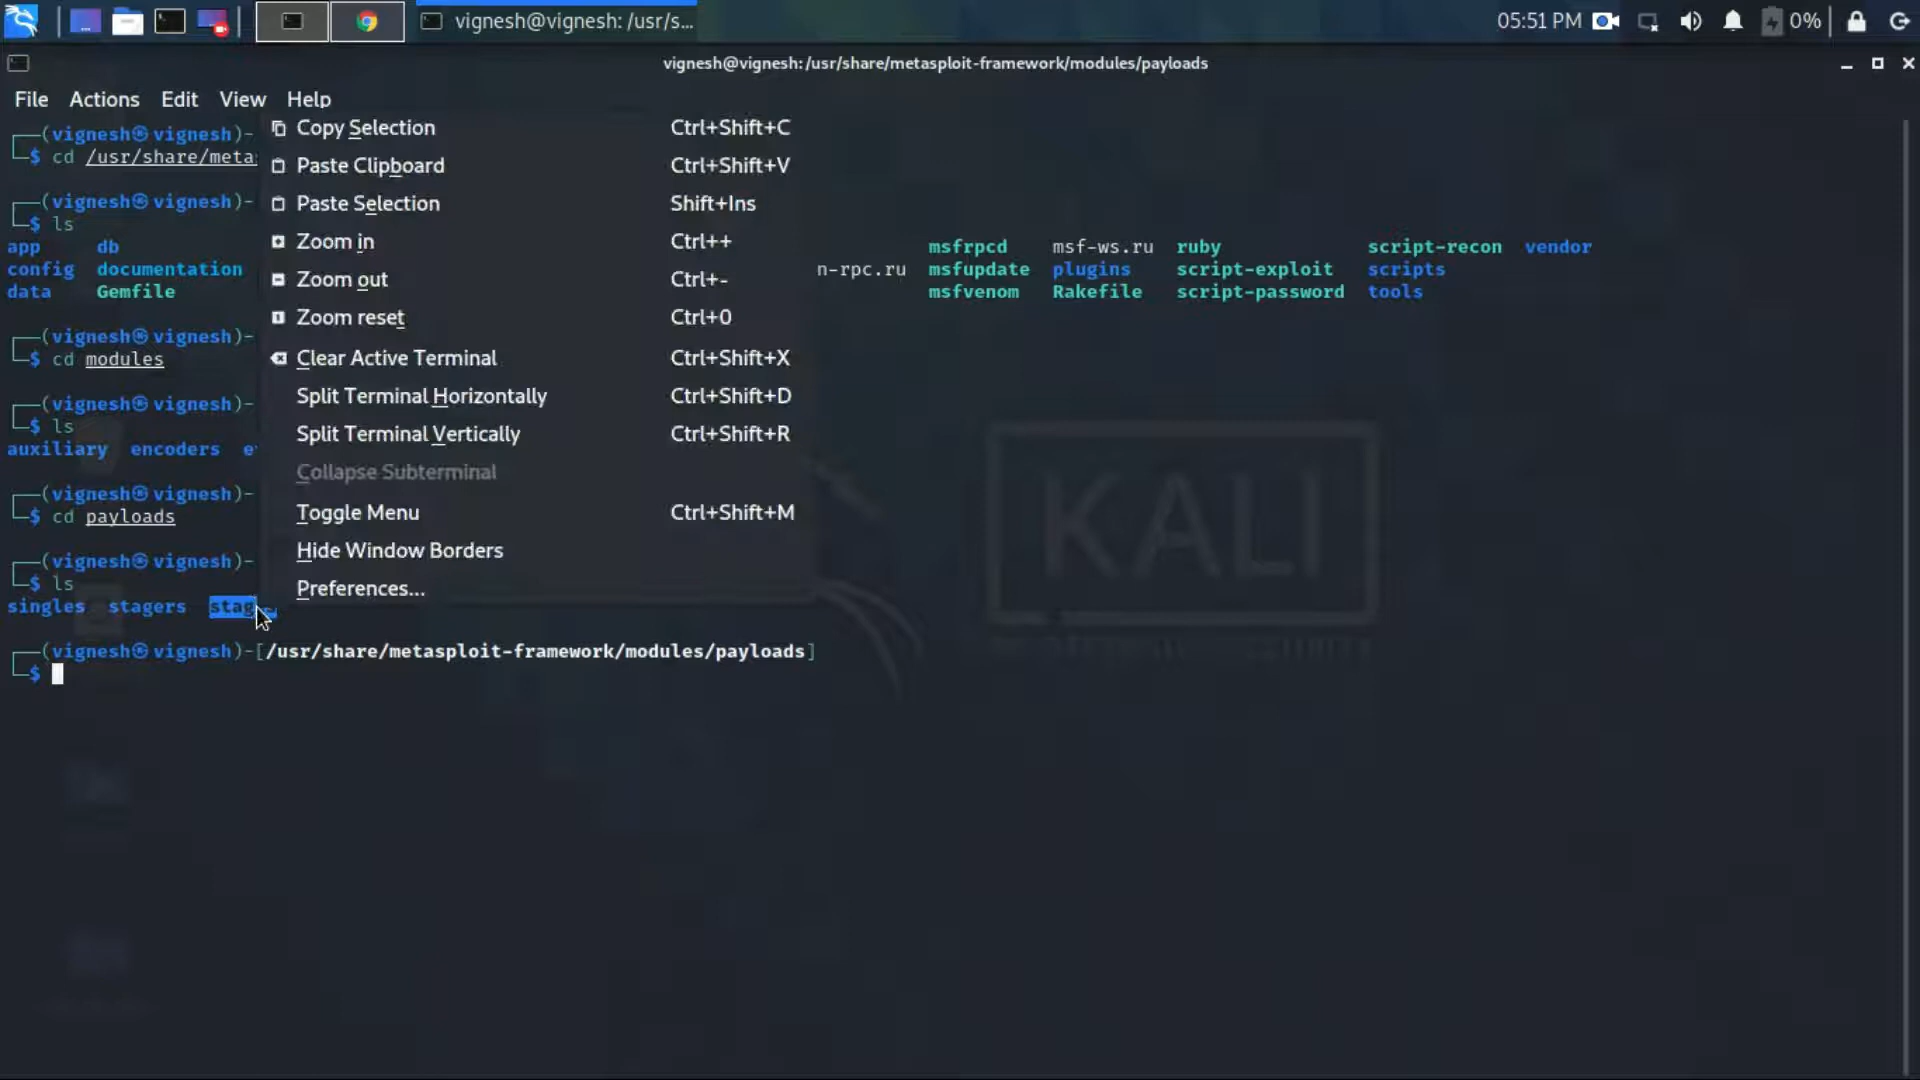 vignesh@vignesh: /usr/s... 05:51 PM 0%
vignesh@vignesh:/usr/share/metasploit-framework/modules/payloads
File Actions Edit View Help
(vignesh㉿vignesh)-
$ cd /usr/share/meta
(vignesh㉿vignesh)-
$ ls
app db msfrpcd msf-ws.ru ruby script-recon vendor
config documentation n-rpc.ru msfupdate plugins script-exploit scripts
data Gemfile msfvenom Rakefile script-password tools
(vignesh㉿vignesh)-
$ cd modules
(vignesh㉿vignesh)-
$ ls
auxiliary encoders e
(vignesh㉿vignesh)-
$ cd payloads
(vignesh㉿vignesh)-
$ ls
singles stagers stag
(vignesh㉿vignesh)-[/usr/share/metasploit-framework/modules/payloads]
$
Copy Selection Ctrl+Shift+C
Paste Clipboard Ctrl+Shift+V
Paste Selection Shift+Ins
Zoom in Ctrl++
Zoom out Ctrl+-
Zoom reset Ctrl+0
Clear Active Terminal Ctrl+Shift+X
Split Terminal Horizontally Ctrl+Shift+D
Split Terminal Vertically Ctrl+Shift+R
Collapse Subterminal
Toggle Menu Ctrl+Shift+M
Hide Window Borders
Preferences...
KALI